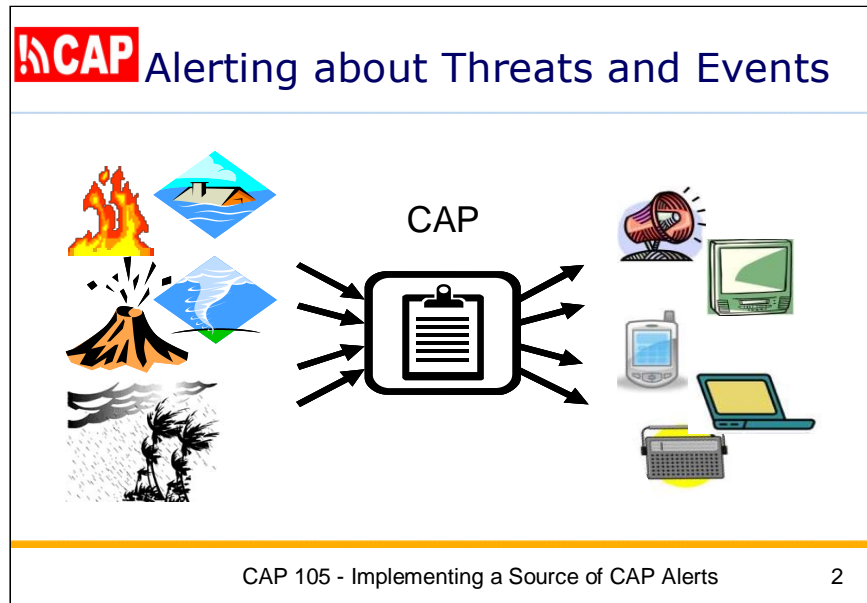 CAP
Alerting about Threats and Events
CAP
CAP 105 - Implementing a Source of CAP Alerts 2